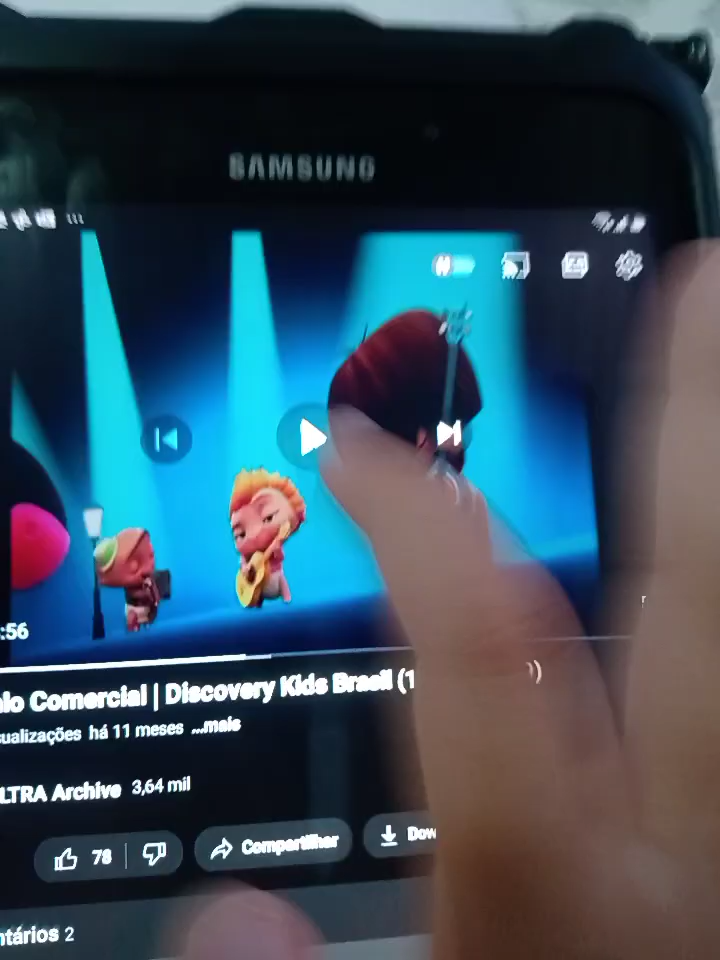 SAMSUNG
:56
lo Comercial | Discovery Kids Brasil (1
ualizações há 11 meses ...mais
LTRA Archive 3,64 mil
78 Compartilhar Dow
ntários 2